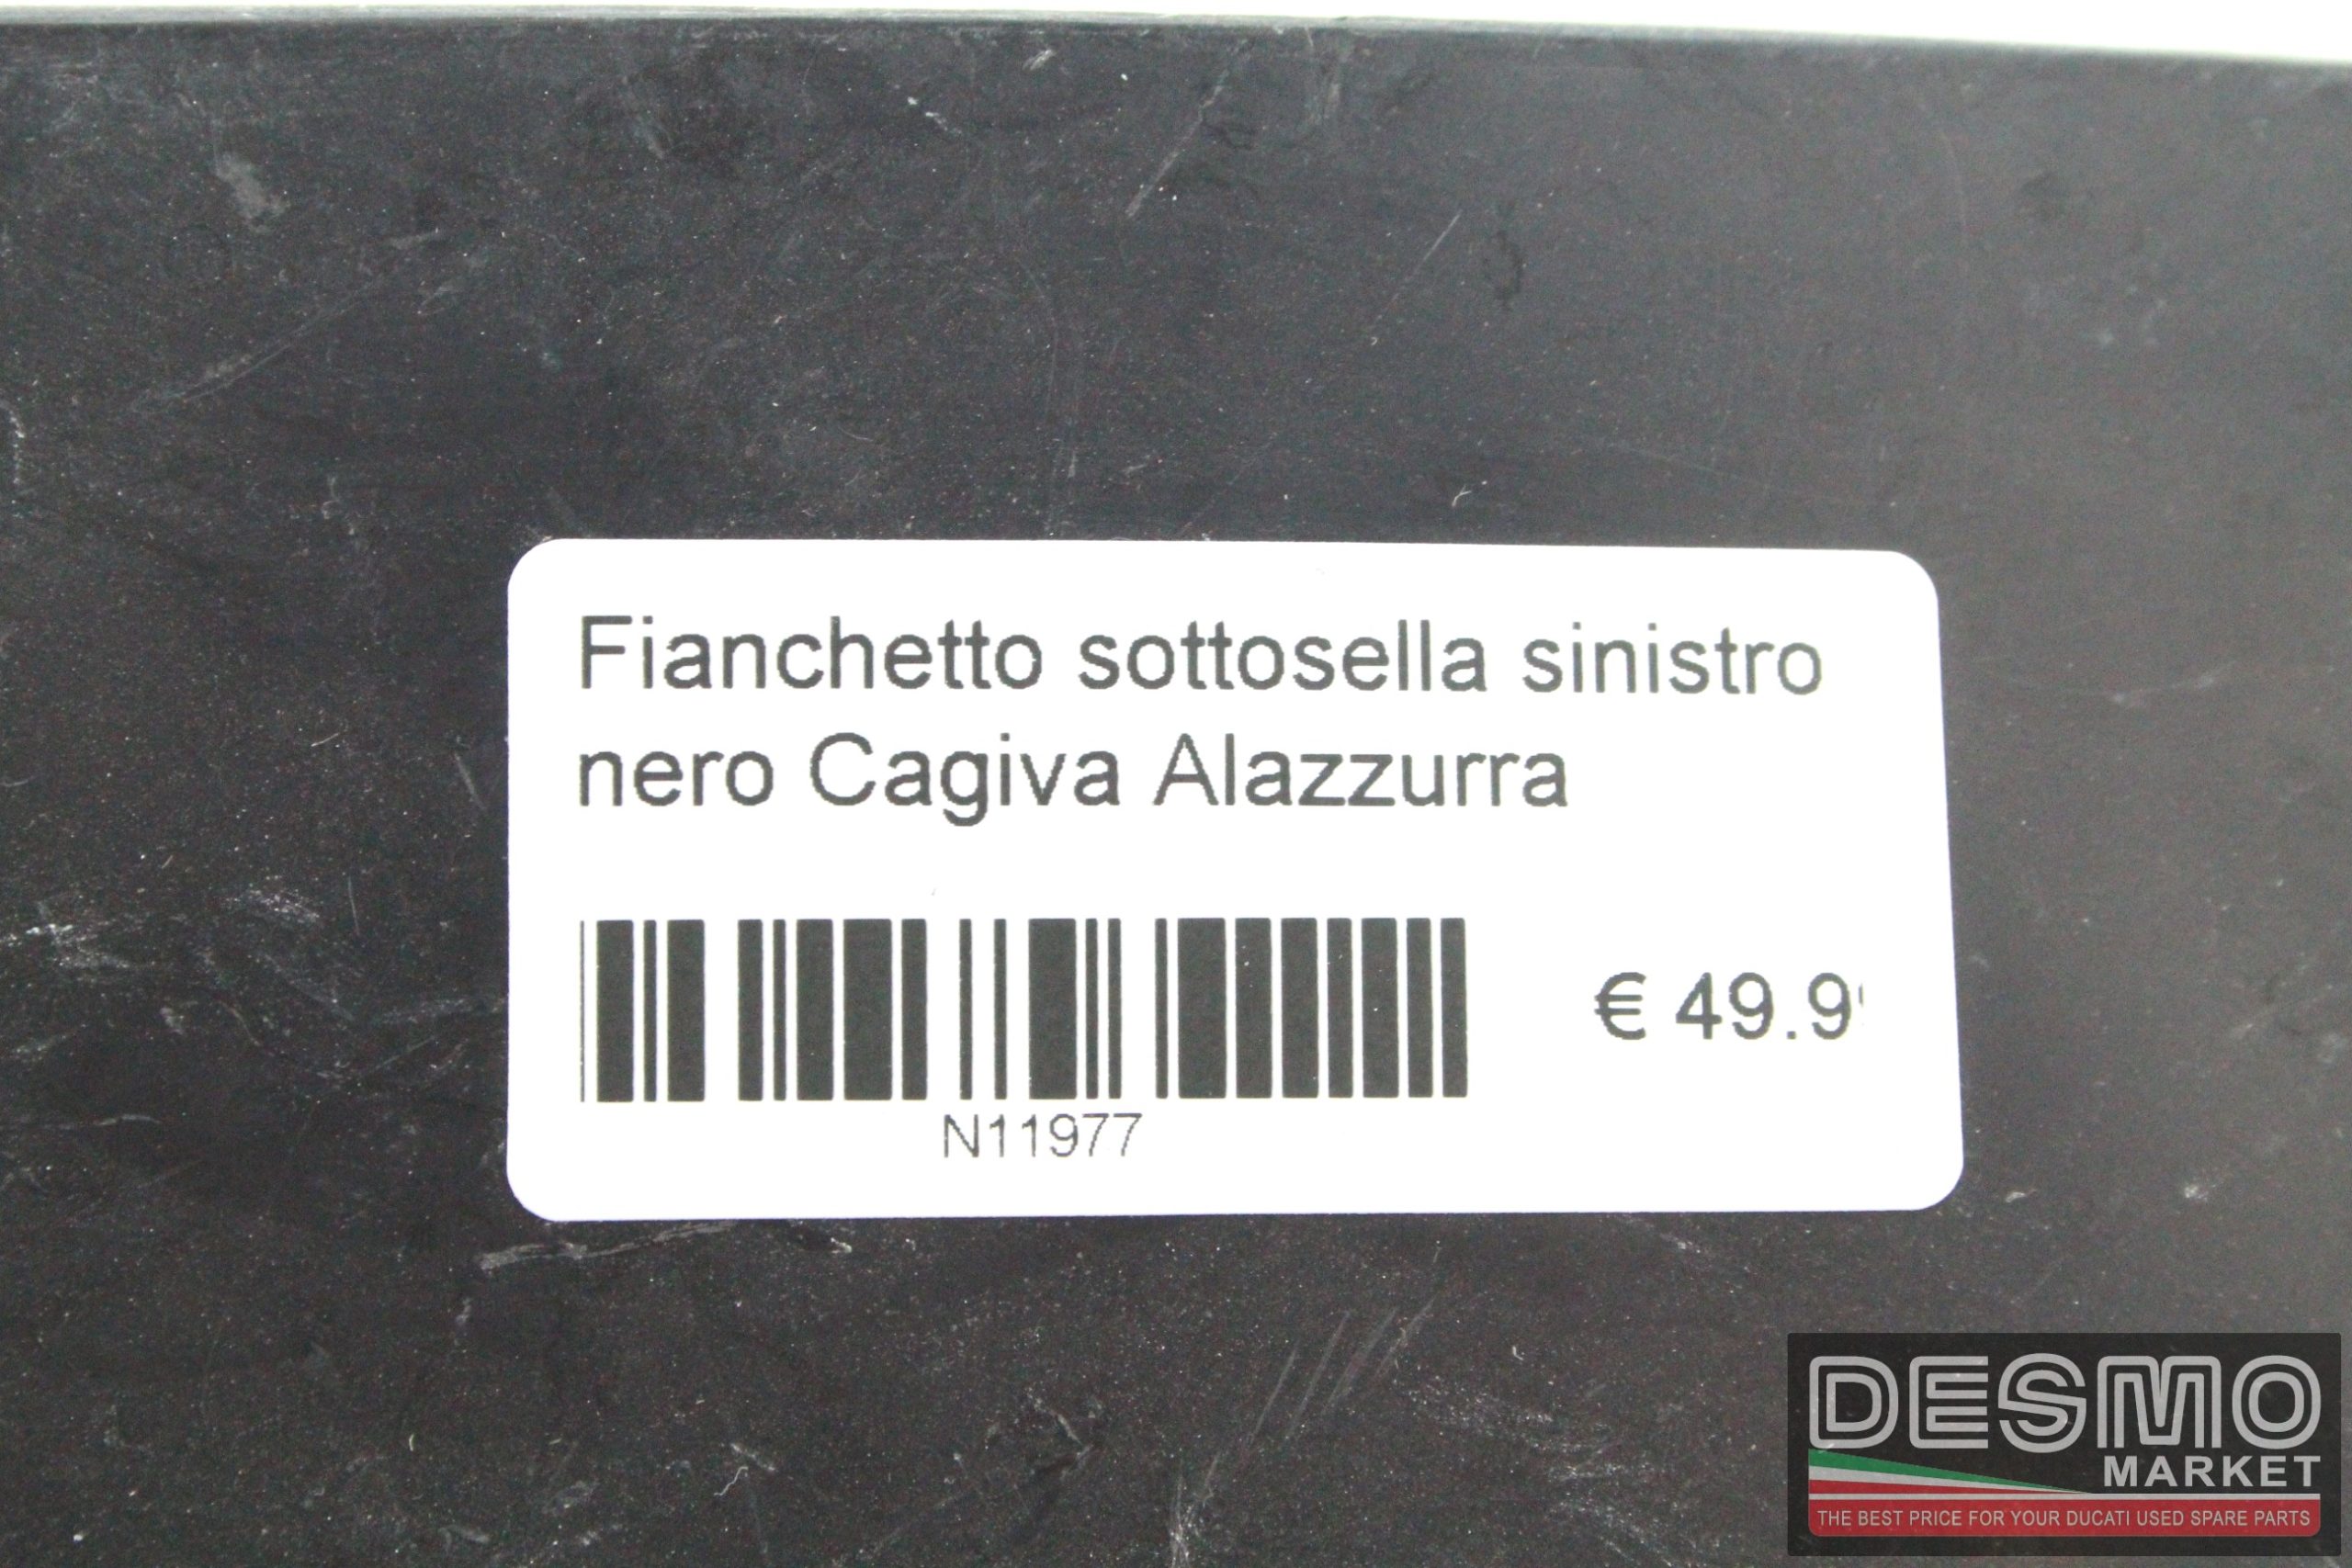 Fianchetto sottosella sinistro
nero Cagiva Alazzurra
€ 49.9
N11977
DESMO
MARKET
THE BEST PRICE FOR YOUR DUCATI USED SPARE PARTS